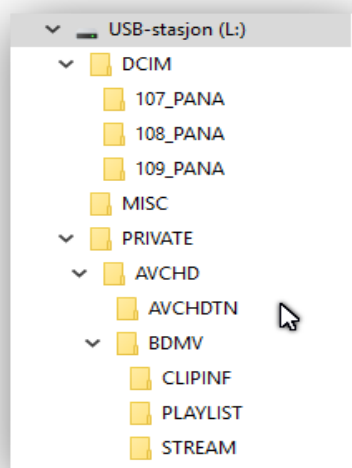 USB-stasjon (L:)
DCIM
107_PANA
108_PANA
109_PANA
MISC
PRIVATE
AVCHD
AVCHDTN
BDMV
CLIPINF
PLAYLIST
STREAM